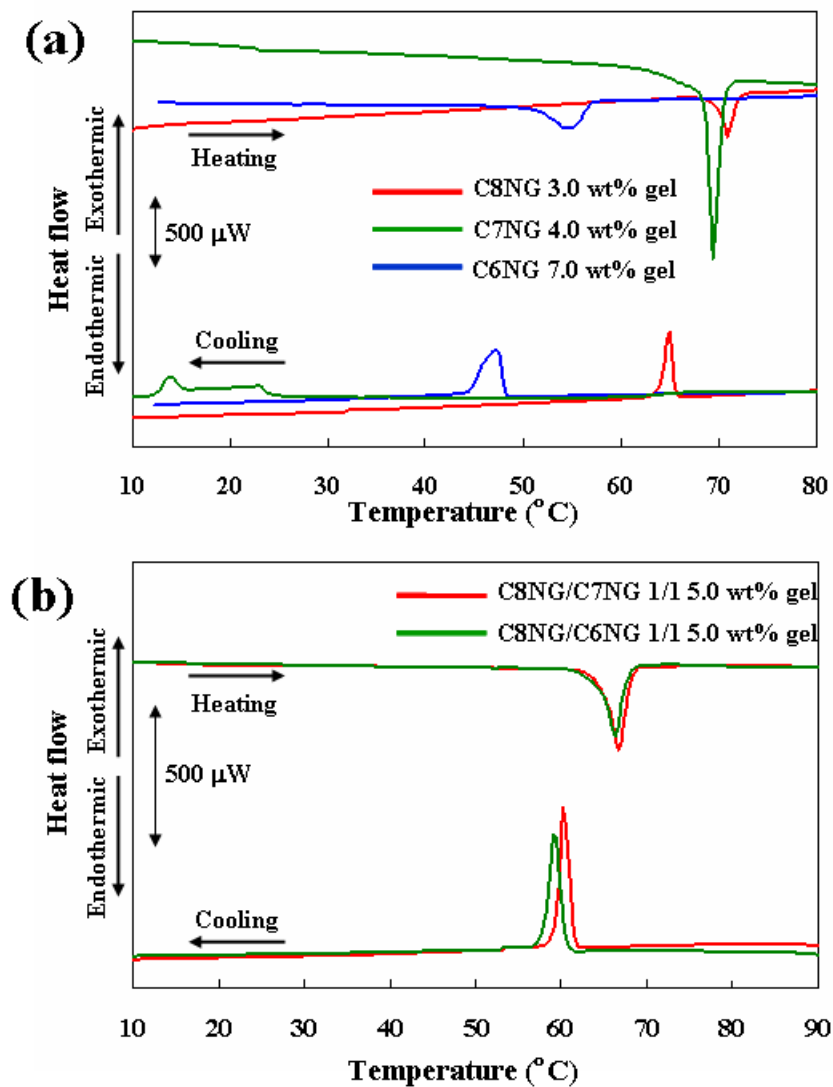 (a)
Exothermic
Heating
Heat flow
500 µW
C8NG 3.0 wt% gel
C7NG 4.0 wt% gel
C6NG 7.0 wt% gel
Endothermic
Cooling
10 20 30 40 50 60 70 80
Temperature (°C)
(b)
C8NG/C7NG 1/1 5.0 wt% gel
C8NG/C6NG 1/1 5.0 wt% gel
Exothermic
Heating
Heat flow
500 µW
Endothermic
Cooling
10 20 30 40 50 60 70 80 90
Temperature (°C)